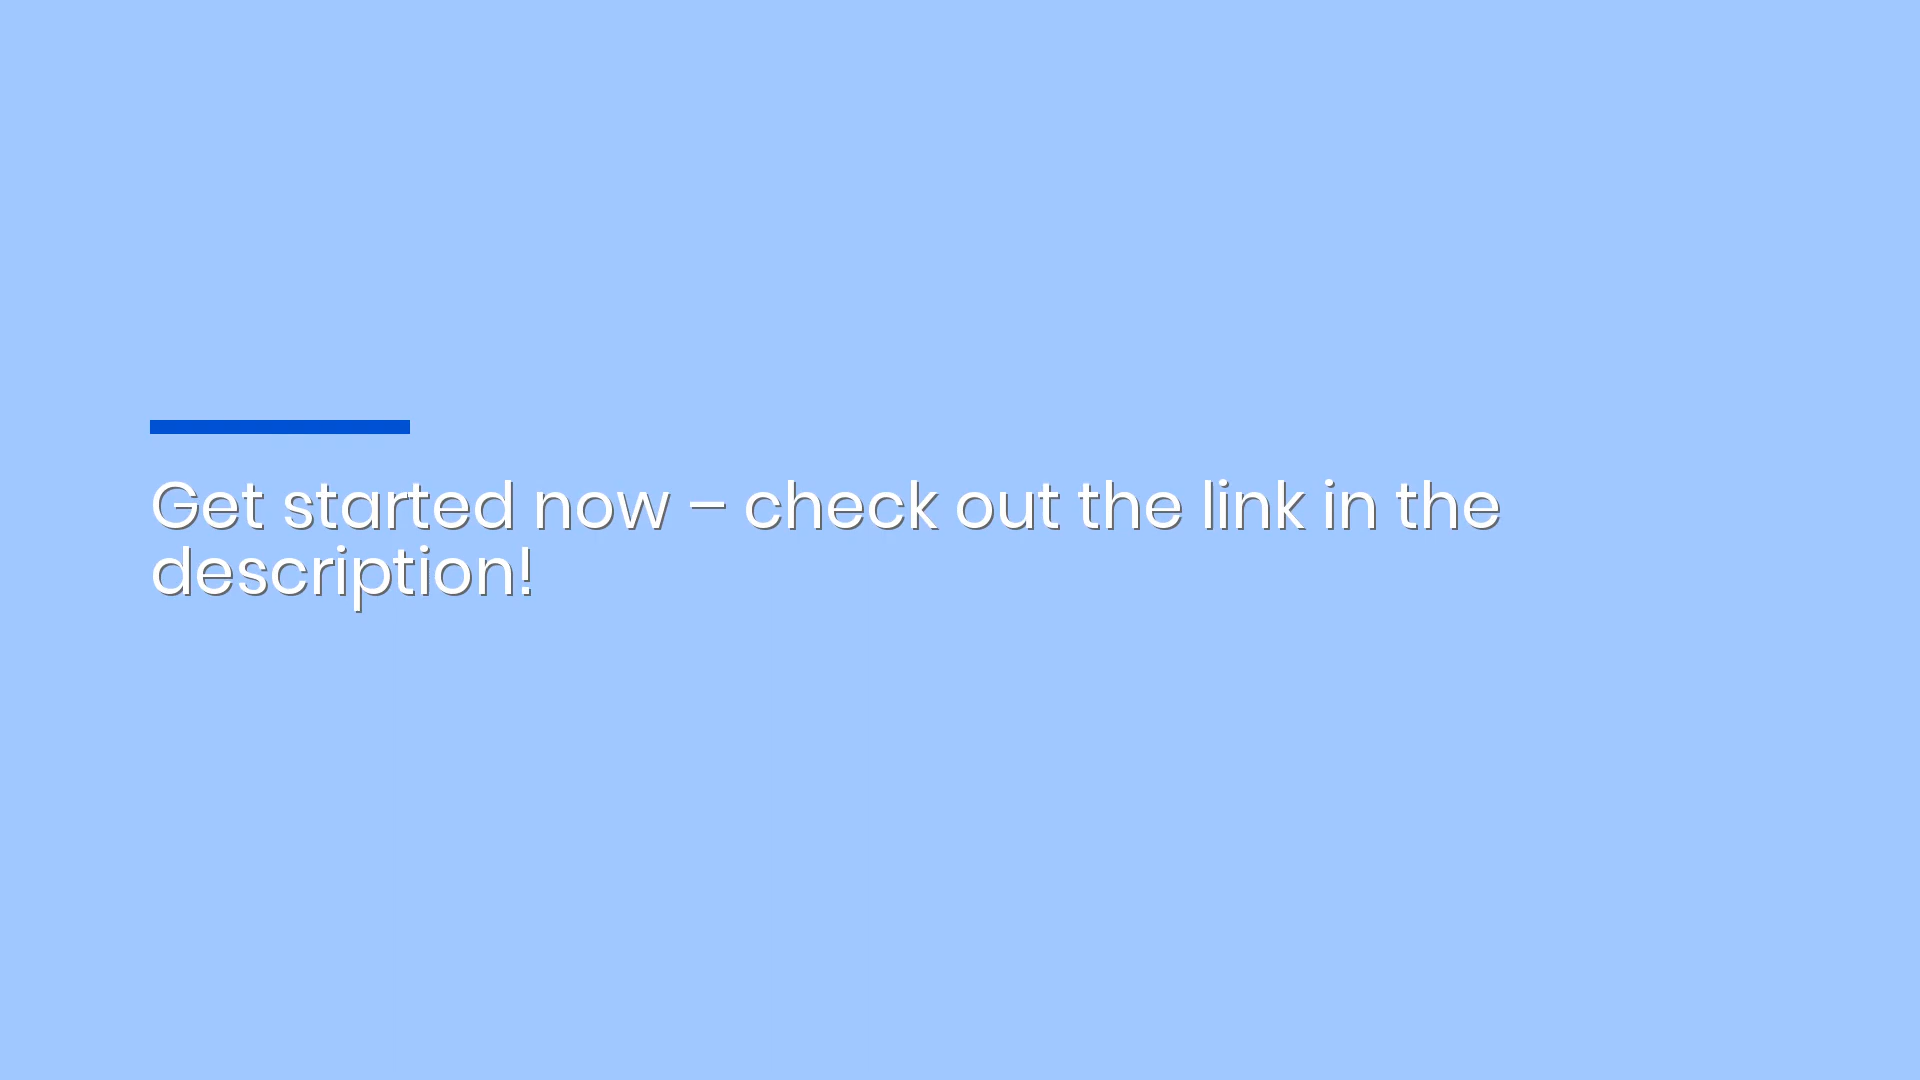 Get started now – check out the link in the
description!